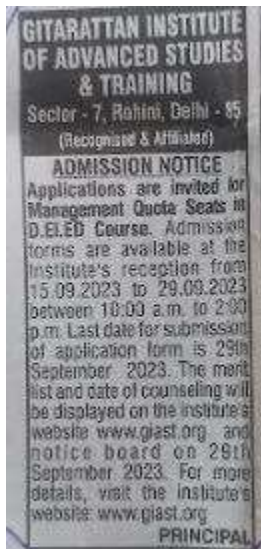 GITARATTAN INSTITUTE
OF ADVANCED STUDIES
& TRAINING
Sector - 7, Rohini, Delhi - 85
(Recognised & Affiliated)
ADMISSION NOTICE
Applications are invited for
Management Quota Seats in
D.ELED Course. Admission
forms are available at the
Institute's reception from
15.09.2023 to 29.09.2023
between 10:00 a.m. to 2:00
p.m. Last date for submission
of application form is 29th
September 2023. The merit
list and date of counseling will
be displayed on the institute's
website www.giast.org and
notice board on 29th
September 2023. For more
details, visit the Institute's
website: www.giast.org
PRINCIPAL